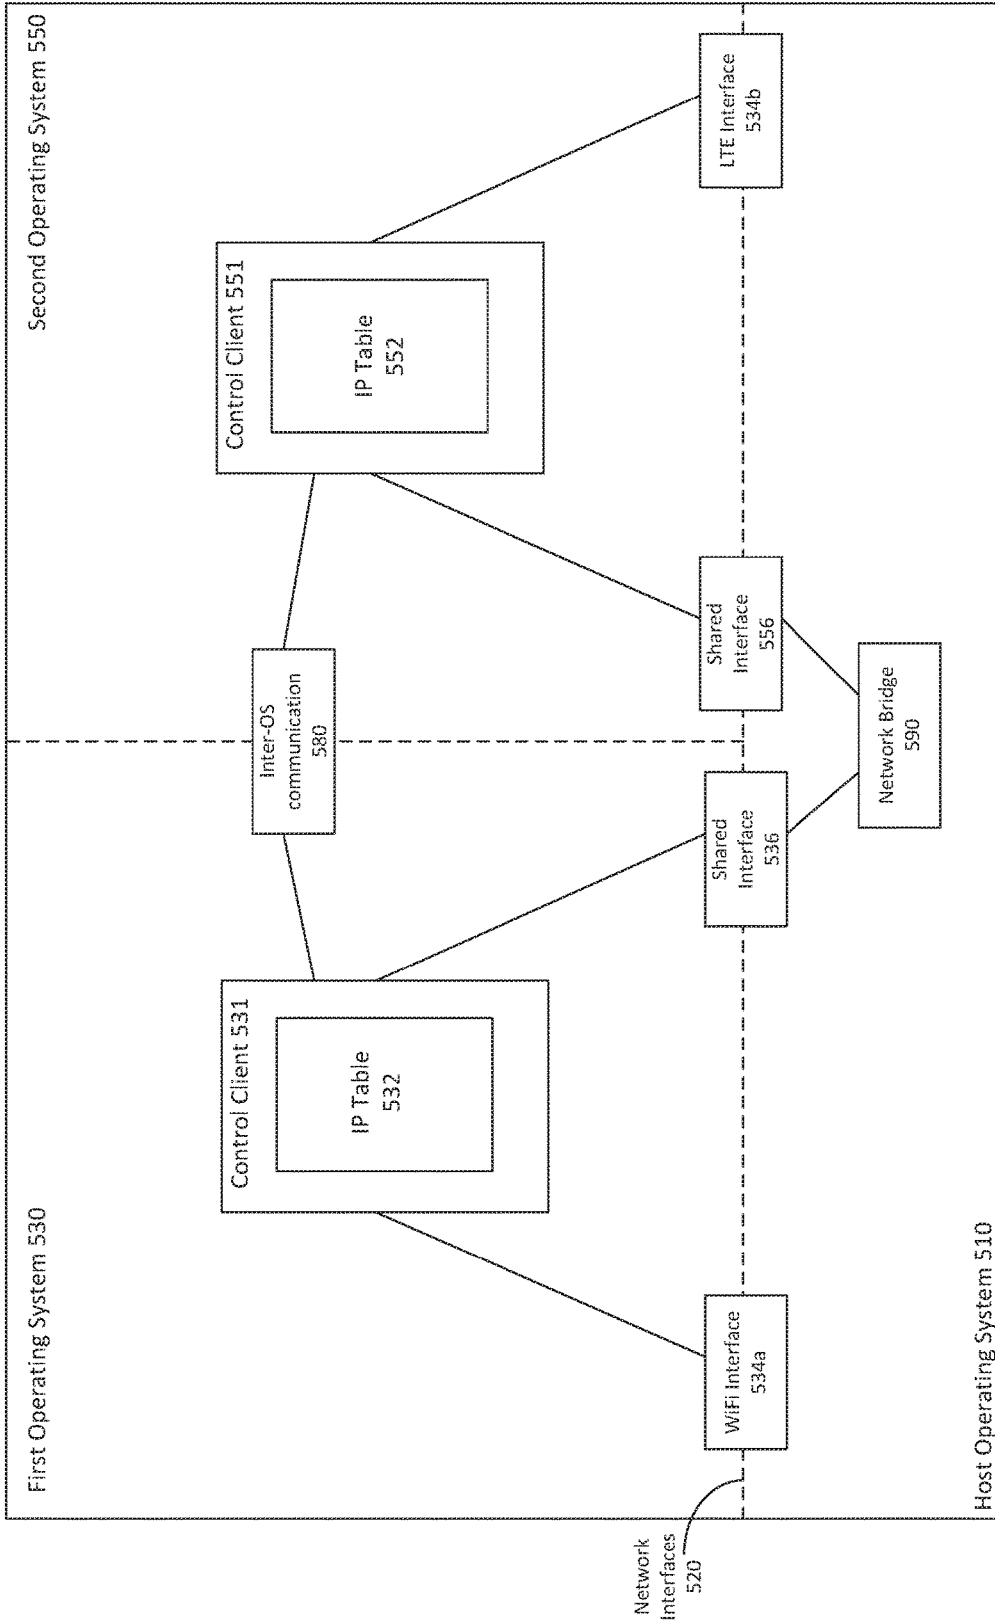 First Operating System 530
Second Operating System 550
Control Client 531
IP Table
532
Inter-OS
communication
580
Control Client 551
IP Table
552
Network
Interfaces
520
WiFi Interface
534a
Shared
Interface
536
Shared
Interface
556
LTE Interface
534b
Network Bridge
590
Host Operating System 510